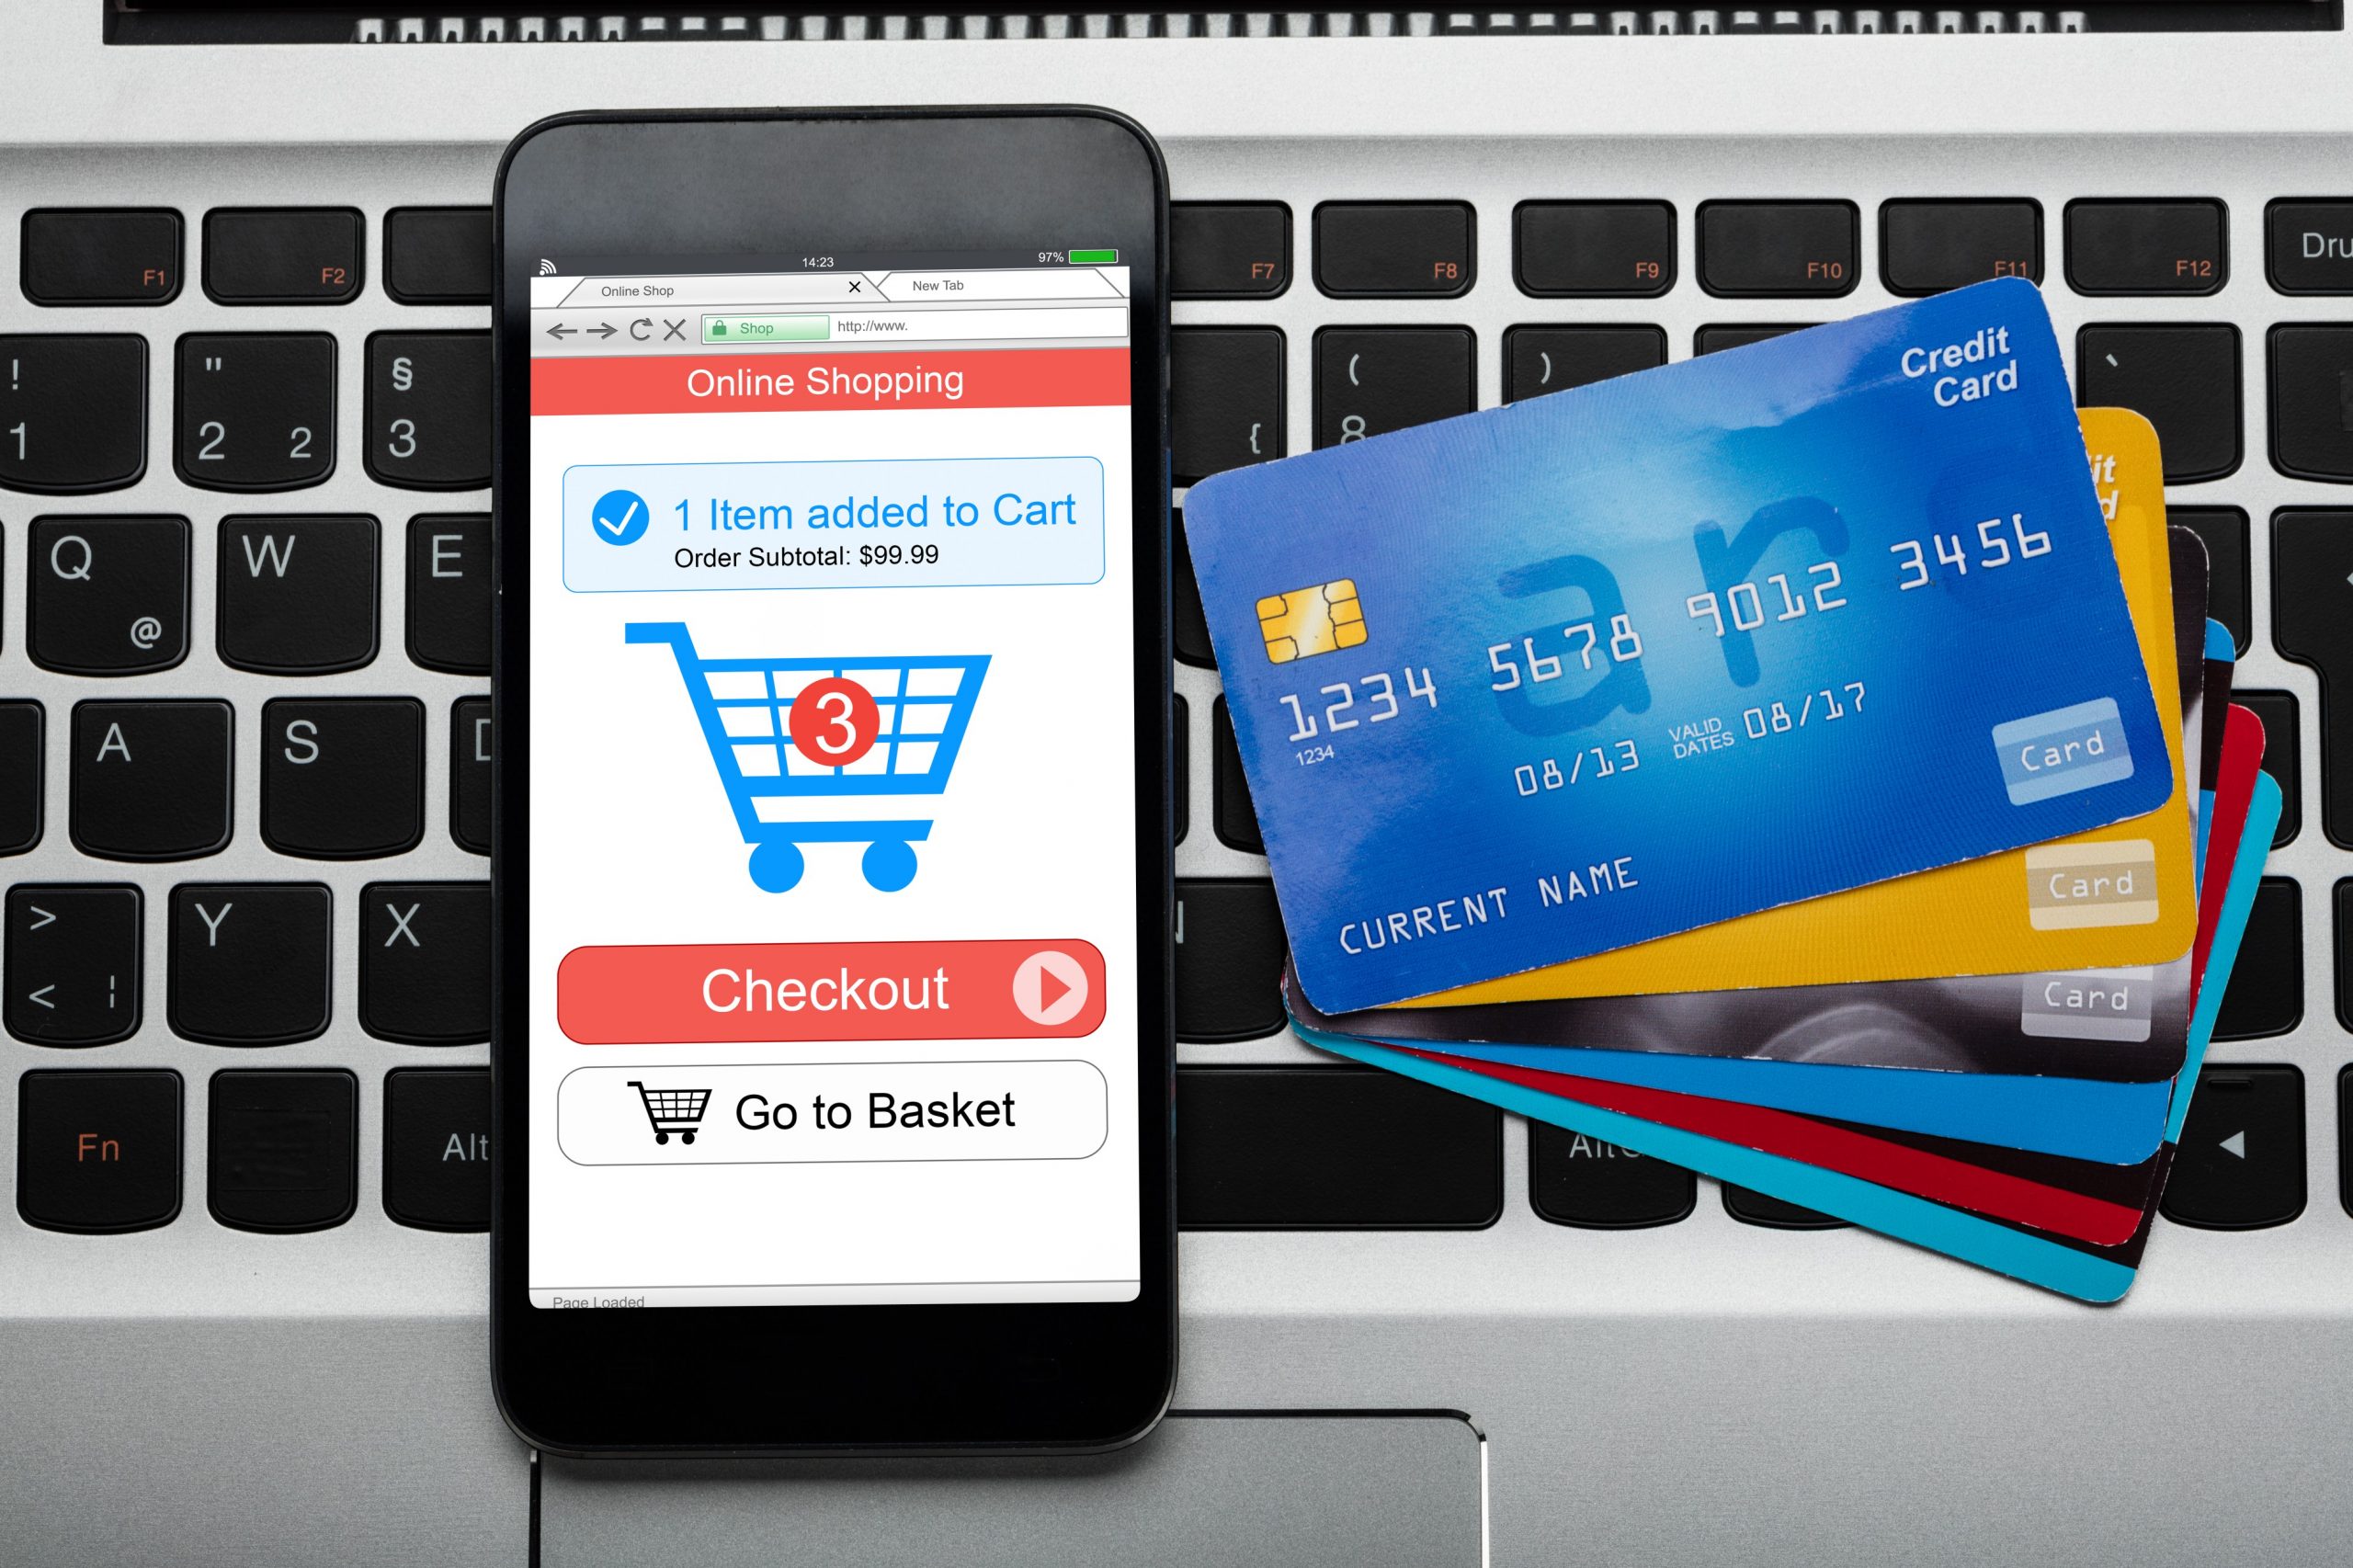 F1
F2
F7
F8
F9
F10
F11
F12
14:23
97%
Online Shop
New Tab
Shop
http://www.
Online Shopping
1 Item added to Cart
Order Subtotal: $99.99
3
Checkout
Go to Basket
Page Loaded
!
1
"
2 2
§
3
{
(
8
)
`
Q
@
W
E
A
S
>
< ¦
Y
X
Fn
Alt
Credit
Card
1234 5678 9012 3456
1234
08/13 VALID DATES 08/17
Card
CURRENT NAME
Card
Card